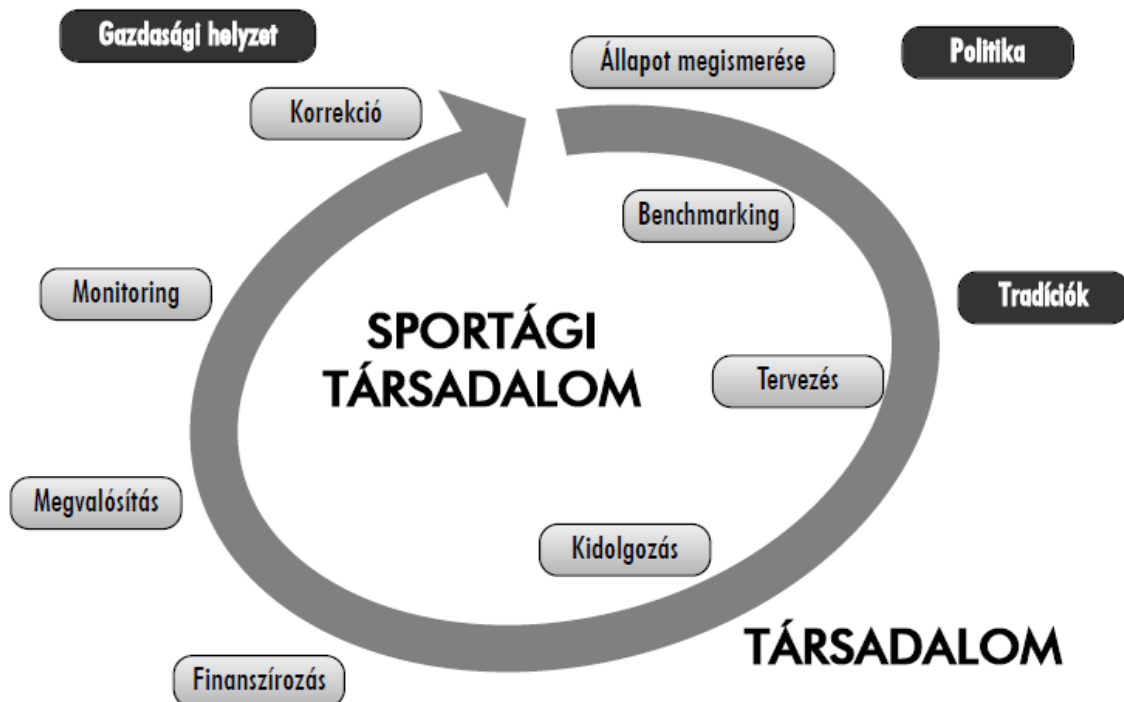 Gazdasági helyzet
Állapot megismerése
Politika
Korrekció
Benchmarking
Monitoring
Tradíciók
SPORTÁGI
TÁRSADALOM
Tervezés
Megvalósítás
Kidolgozás
TÁRSADALOM
Finanszírozás